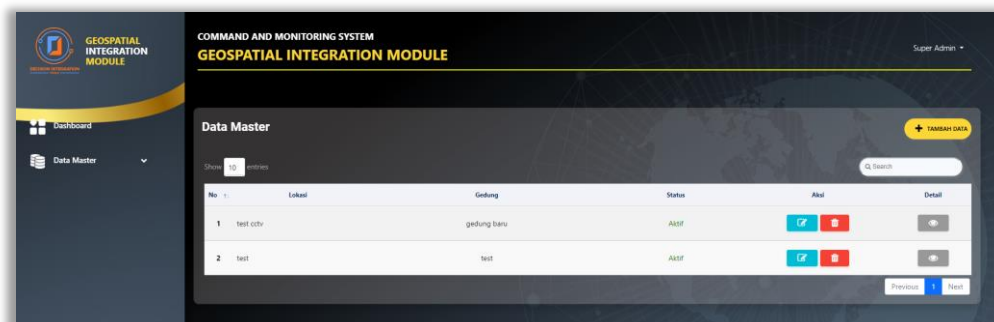 GEOSPATIAL
INTEGRATION
MODULE
COMMAND AND MONITORING SYSTEM
GEOSPATIAL INTEGRATION MODULE
Super Admin
Dashboard
Data Master
Data Master
TAMBAH DATA
Show 10 entries
Search
No Lokasi Gedung Status Aksi Detail
1 test cctv gedung baru Aktif
2 test test Aktif
Previous 1 Next